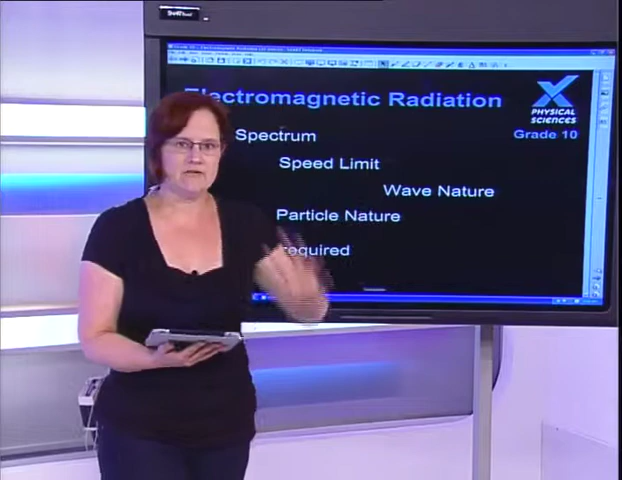 Electromagnetic Radiation
PHYSICAL
SCIENCES
Grade 10
Spectrum
Speed Limit
Wave Nature
Particle Nature
required